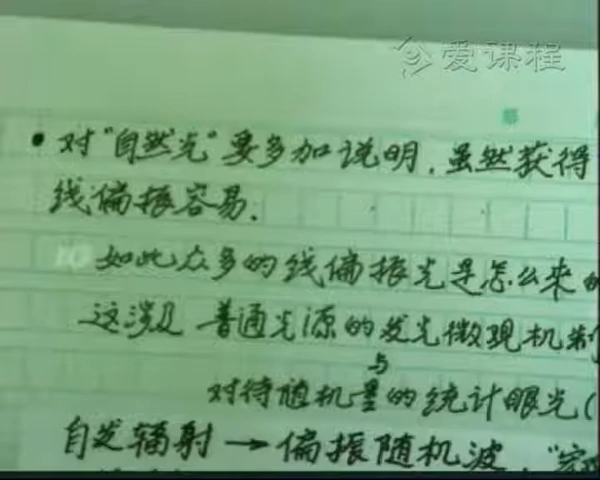 爱课程
• 对"自然光"要多加说明.虽然获得
线偏振容易.
如此众多的线偏振光是怎么来的
这涉及 普通光源的发光微观机制
与
对待随机量的统计眼光(
自发辐射→偏振随机波.